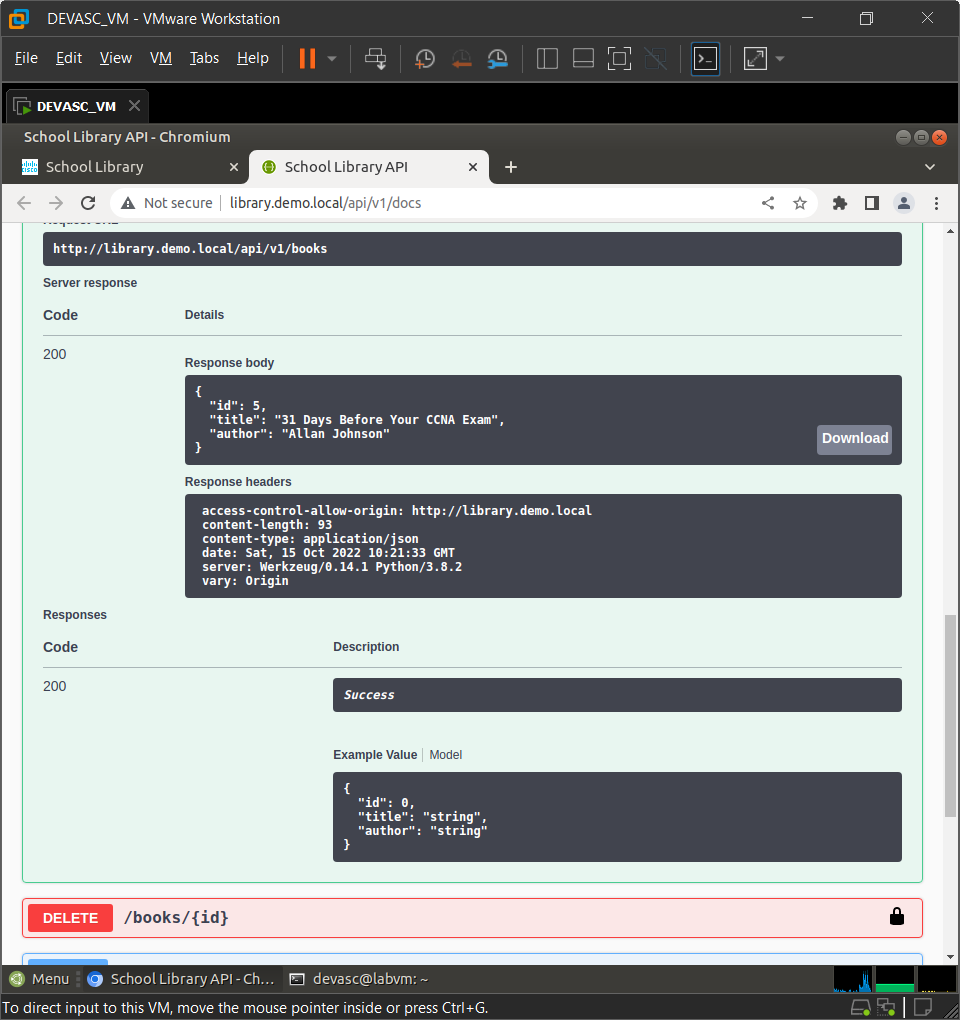 DEVASC_VM - VMware Workstation
File Edit View VM Tabs Help
DEVASC_VM
School Library API - Chromium
School Library
School Library API
Not secure library.demo.local/api/v1/docs
Request URL
http://library.demo.local/api/v1/books
Server response
Code Details
200
Response body
{
"id": 5,
"title": "31 Days Before Your CCNA Exam",
"author": "Allan Johnson"
}
Download
Response headers
access-control-allow-origin: http://library.demo.local
content-length: 93
content-type: application/json
date: Sat, 15 Oct 2022 10:21:33 GMT
server: Werkzeug/0.14.1 Python/3.8.2
vary: Origin
Responses
Code Description
200
Success
Example Value Model
{
"id": 0,
"title": "string",
"author": "string"
}
DELETE /books/{id}
Menu School Library API - Ch... devasc@labvm: ~
To direct input to this VM, move the mouse pointer inside or press Ctrl+G.